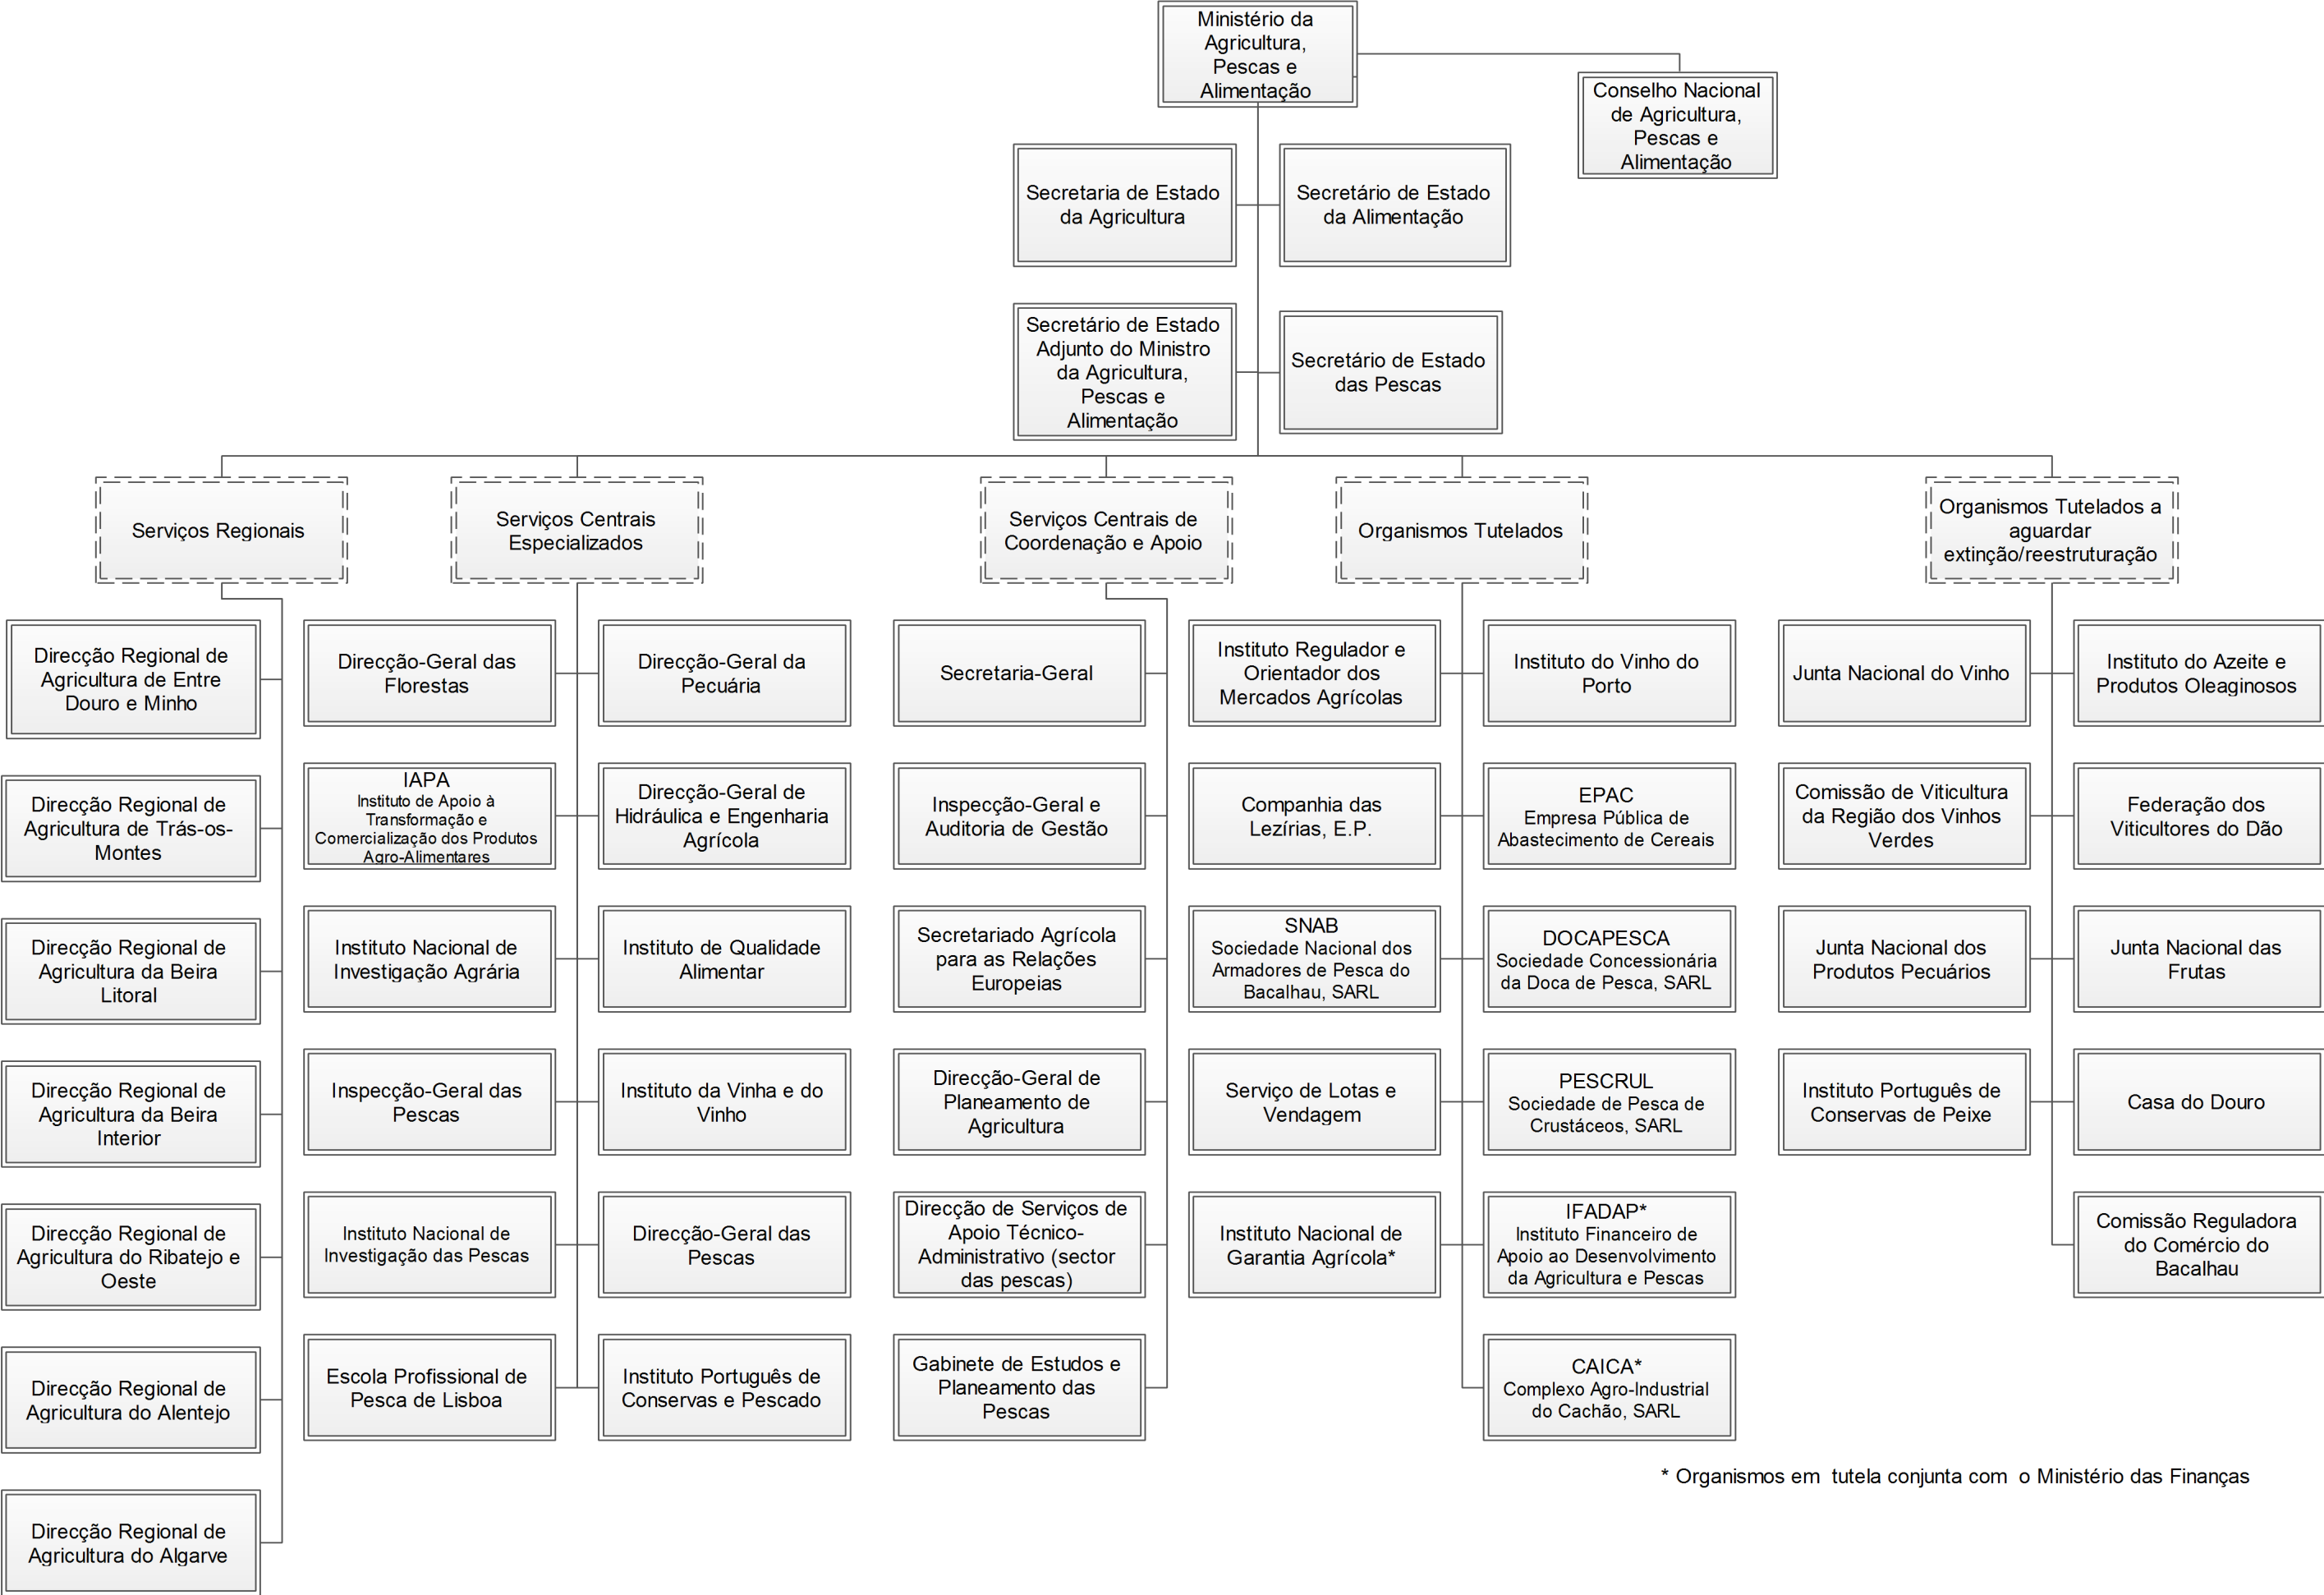 Ministério da
Agricultura,
Pescas e
Alimentação
Conselho Nacional
de Agricultura,
Pescas e
Alimentação
Secretaria de Estado
da Agricultura
Secretário de Estado
da Alimentação
Secretário de Estado
Adjunto do Ministro
da Agricultura,
Pescas e
Alimentação
Secretário de Estado
das Pescas
Serviços Regionais
Serviços Centrais
Especializados
Serviços Centrais de
Coordenação e Apoio
Organismos Tutelados
Organismos Tutelados a
aguardar
extinção/reestruturação
Direcção Regional de
Agricultura de Entre
Douro e Minho
Direcção-Geral das
Florestas
Direcção-Geral da
Pecuária
Secretaria-Geral
Instituto Regulador e
Orientador dos
Mercados Agrícolas
Instituto do Vinho do
Porto
Junta Nacional do Vinho
Instituto do Azeite e
Produtos Oleaginosos
Direcção Regional de
Agricultura de Trás-os-
Montes
IAPA
Instituto de Apoio à
Transformação e
Comercialização dos Produtos
Agro-Alimentares
Direcção-Geral de
Hidráulica e Engenharia
Agrícola
Inspecção-Geral e
Auditoria de Gestão
Companhia das
Lezírias, E.P.
EPAC
Empresa Pública de
Abastecimento de Cereais
Comissão de Viticultura
da Região dos Vinhos
Verdes
Federação dos
Viticultores do Dão
Direcção Regional de
Agricultura da Beira
Litoral
Instituto Nacional de
Investigação Agrária
Instituto de Qualidade
Alimentar
Secretariado Agrícola
para as Relações
Europeias
SNAB
Sociedade Nacional dos
Armadores de Pesca do
Bacalhau, SARL
DOCAPESCA
Sociedade Concessionária
da Doca de Pesca, SARL
Junta Nacional dos
Produtos Pecuários
Junta Nacional das
Frutas
Direcção Regional de
Agricultura da Beira
Interior
Inspecção-Geral das
Pescas
Instituto da Vinha e do
Vinho
Direcção-Geral de
Planeamento de
Agricultura
Serviço de Lotas e
Vendagem
PESCRUL
Sociedade de Pesca de
Crustáceos, SARL
Instituto Português de
Conservas de Peixe
Casa do Douro
Direcção Regional de
Agricultura do Ribatejo e
Oeste
Instituto Nacional de
Investigação das Pescas
Direcção-Geral das
Pescas
Direcção de Serviços de
Apoio Técnico-
Administrativo (sector
das pescas)
Instituto Nacional de
Garantia Agrícola*
IFADAP*
Instituto Financeiro de
Apoio ao Desenvolvimento
da Agricultura e Pescas
Comissão Reguladora
do Comércio do
Bacalhau
Direcção Regional de
Agricultura do Alentejo
Escola Profissional de
Pesca de Lisboa
Instituto Português de
Conservas e Pescado
Gabinete de Estudos e
Planeamento das
Pescas
CAICA*
Complexo Agro-Industrial
do Cachão, SARL
* Organismos em  tutela conjunta com  o Ministério das Finanças
Direcção Regional de
Agricultura do Algarve